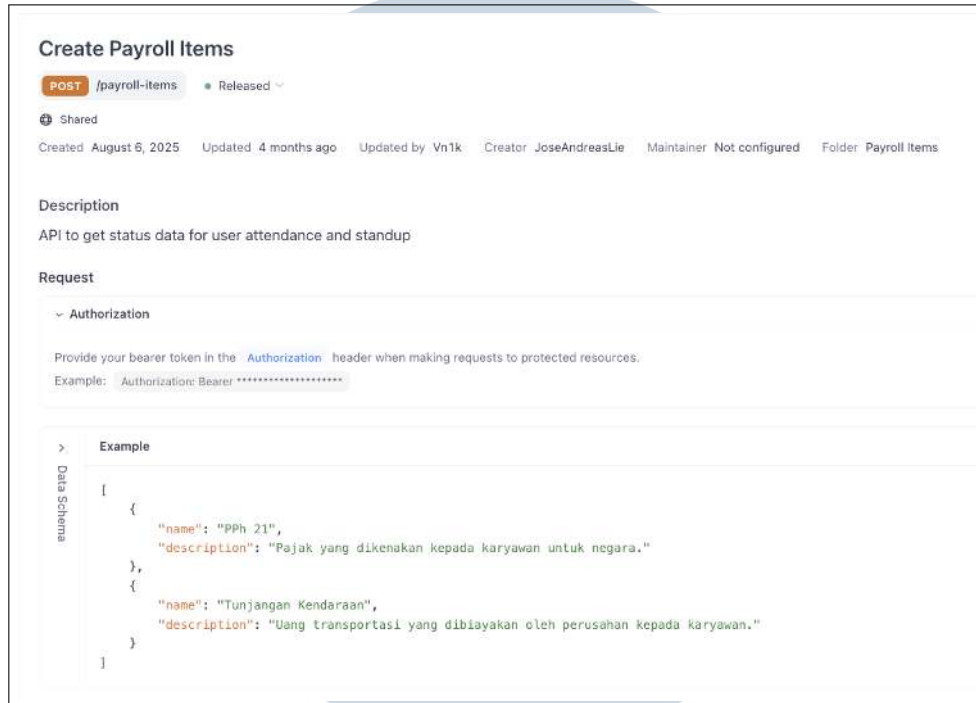 Create Payroll Items
POST /payroll-items Released
Shared
Created August 6, 2025 Updated 4 months ago Updated by Vn1k Creator JoseAndreasLie Maintainer Not configured Folder Payroll Items
Description
API to get status data for user attendance and standup
Request
Authorization
Provide your bearer token in the Authorization header when making requests to protected resources.
Example: Authorization: Bearer ********************
Data Schema
Example
[
{
"name": "PPh 21",
"description": "Pajak yang dikenakan kepada karyawan untuk negara."
},
{
"name": "Tunjangan Kendaraan",
"description": "Uang transportasi yang dibiayakan oleh perusahan kepada karyawan."
}
]